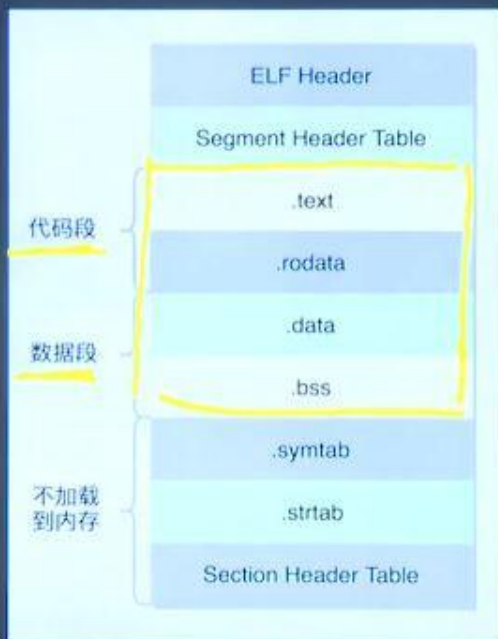 ELF Header
Segment Header Table
.text
代码段
.rodata
.data
数据段
.bss
.symtab
不加载
到内存
.strtab
Section Header Table